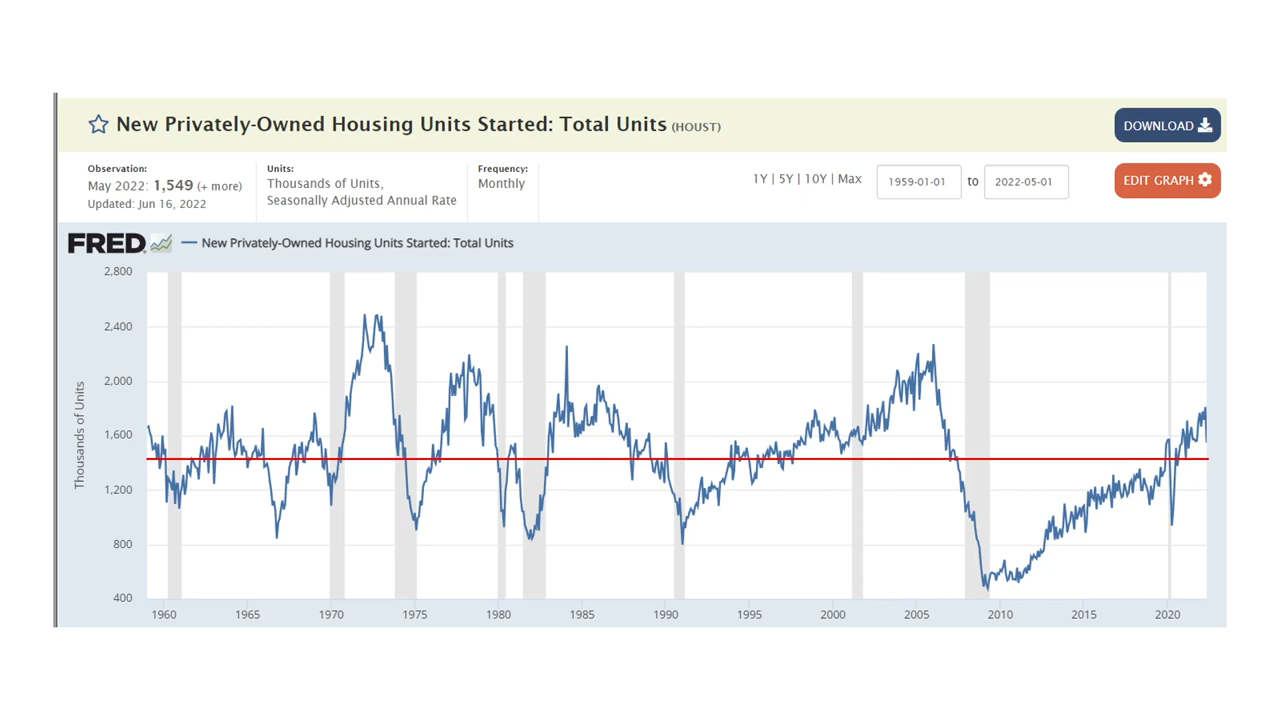 New Privately-Owned Housing Units Started: Total Units (HOUST)
DOWNLOAD
Observation:
May 2022: 1,549 (+ more)
Updated: Jun 16, 2022
Units:
Thousands of Units,
Seasonally Adjusted Annual Rate
Frequency:
Monthly
1Y | 5Y | 10Y | Max
1959-01-01 to 2022-05-01
EDIT GRAPH
FRED
New Privately-Owned Housing Units Started: Total Units
Thousands of Units
2,800
2,400
2,000
1,600
1,200
800
400
1960 1965 1970 1975 1980 1985 1990 1995 2000 2005 2010 2015 2020